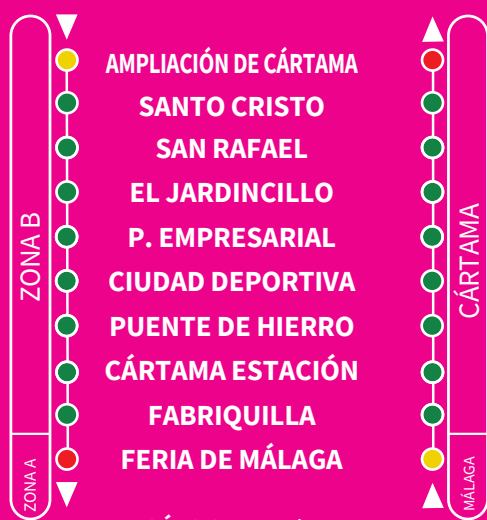 AMPLIACIÓN DE CÁRTAMA
SANTO CRISTO
SAN RAFAEL
EL JARDINCILLO
P. EMPRESARIAL
CIUDAD DEPORTIVA
PUENTE DE HIERRO
CÁRTAMA ESTACIÓN
FABRIQUILLA
FERIA DE MÁLAGA
ZONA B
ZONA A
CÁRTAMA
MÁLAGA